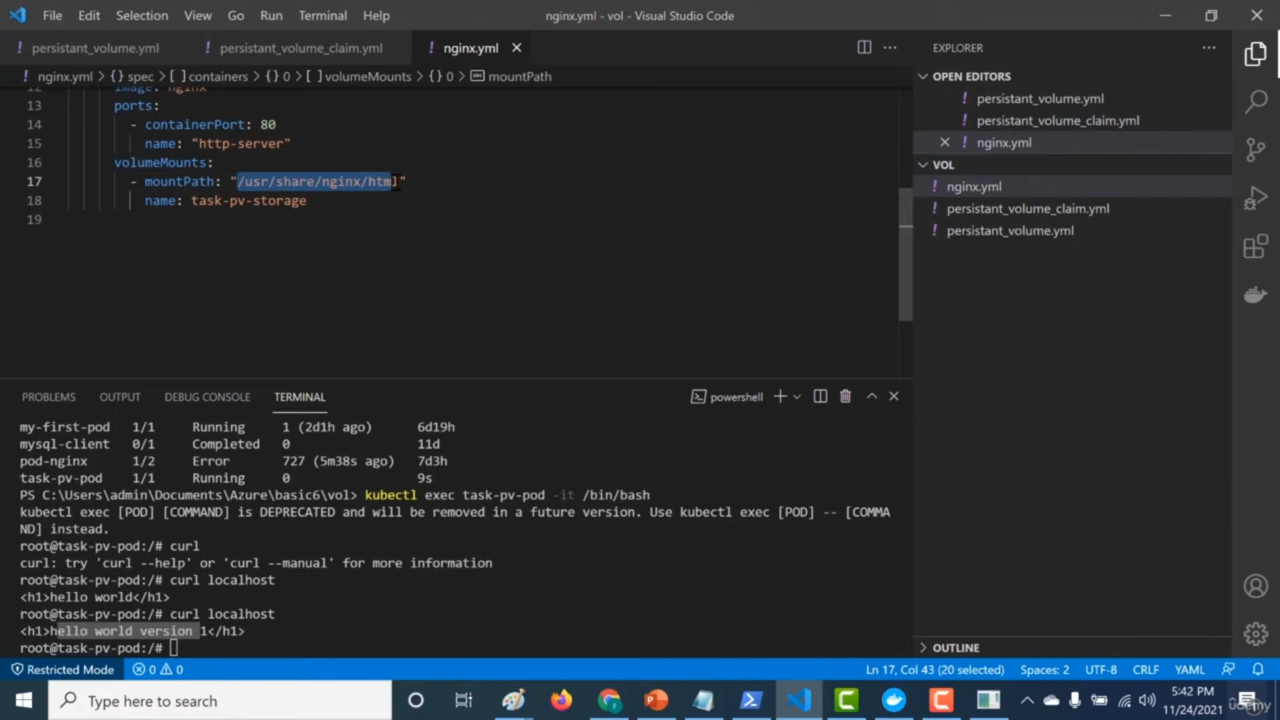 File Edit Selection View Go Run Terminal Help nginx.yml - vol - Visual Studio Code
persistant_volume.yml persistant_volume_claim.yml nginx.yml
nginx.yml > {} spec > [ ] containers > {} 0 > [ ] volumeMounts > {} 0 > mountPath
12 image: nginx
13 ports:
14 - containerPort: 80
15 name: "http-server"
16 volumeMounts:
17 - mountPath: "/usr/share/nginx/html"
18 name: task-pv-storage
19
EXPLORER
OPEN EDITORS
persistant_volume.yml
persistant_volume_claim.yml
nginx.yml
VOL
nginx.yml
persistant_volume_claim.yml
persistant_volume.yml
OUTLINE
PROBLEMS OUTPUT DEBUG CONSOLE TERMINAL powershell
my-first-pod 1/1 Running 1 (2d1h ago) 6d19h
mysql-client 0/1 Completed 0 11d
pod-nginx 1/2 Error 727 (5m38s ago) 7d3h
task-pv-pod 1/1 Running 0 9s
PS C:\Users\admin\Documents\Azure\basic6\vol> kubectl exec task-pv-pod -it /bin/bash
kubectl exec [POD] [COMMAND] is DEPRECATED and will be removed in a future version. Use kubectl exec [POD] -- [COMMA
ND] instead.
root@task-pv-pod:/# curl
curl: try 'curl --help' or 'curl --manual' for more information
root@task-pv-pod:/# curl localhost
<h1>hello world</h1>
root@task-pv-pod:/# curl localhost
<h1>hello world version 1</h1>
root@task-pv-pod:/#
Restricted Mode 0 0 Ln 17, Col 43 (20 selected) Spaces: 2 UTF-8 CRLF YAML
Type here to search
5:42 PM
11/24/2021
udemy